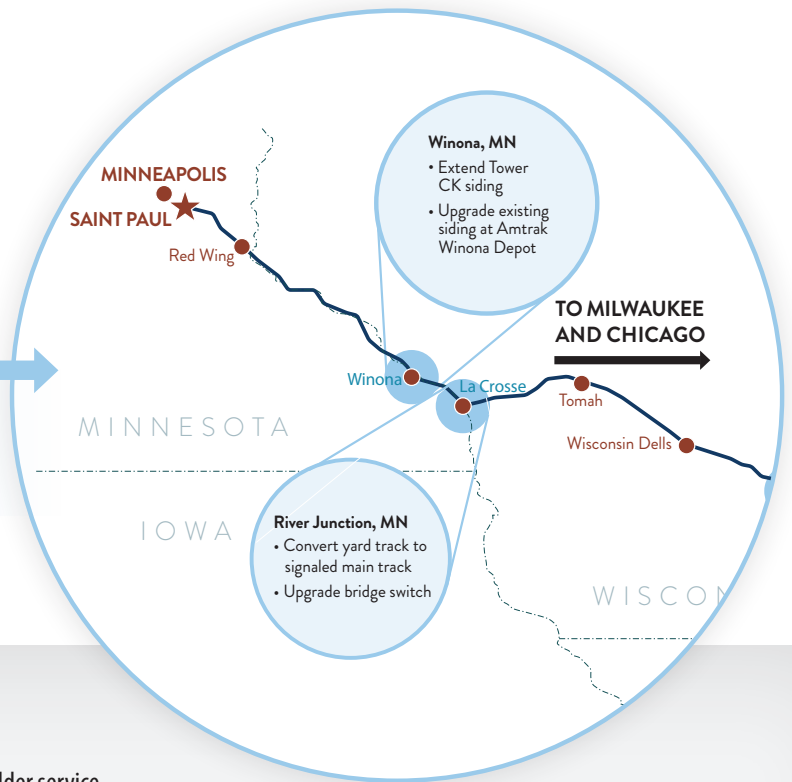 Winona, MN
• Extend Tower
CK siding
• Upgrade existing
siding at Amtrak
Winona Depot
MINNEAPOLIS
SAINT PAUL
Red Wing
TO MILWAUKEE
AND CHICAGO
Winona
La Crosse
Tomah
MINNESOTA
Wisconsin Dells
IOWA
River Junction, MN
• Convert yard track to
signaled main track
• Upgrade bridge switch
WISCON
service